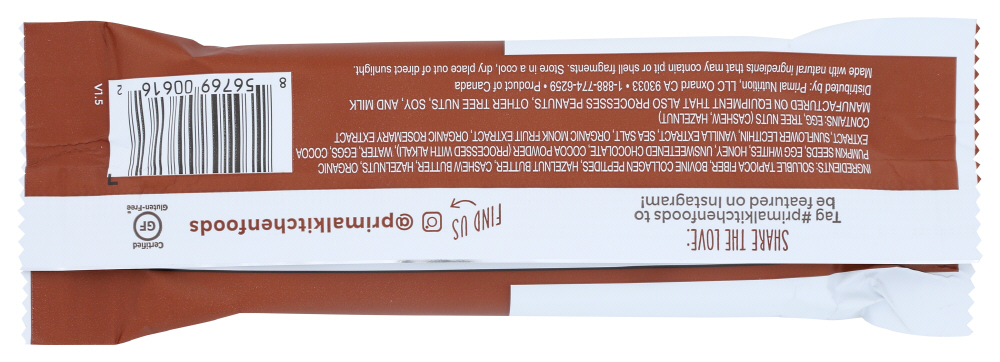 SHARE THE LOVE:
Tag #primalkitchenfoods to
be featured on Instagram!
FIND US
@primalkitchenfoods
Certified
GF
Gluten-Free™
INGREDIENTS: SOLUBLE TAPIOCA FIBER, BOVINE COLLAGEN PEPTIDES, HAZELNUT BUTTER, CASHEW BUTTER, HAZELNUTS, ORGANIC
PUMPKIN SEEDS, EGG WHITES, HONEY, UNSWEETENED CHOCOLATE, COCOA POWDER (PROCESSED WITH ALKALI), WATER, EGGS, COCOA
EXTRACT, SUNFLOWER LECITHIN, VANILLA EXTRACT, SEA SALT, ORGANIC MONK FRUIT EXTRACT, ORGANIC ROSEMARY EXTRACT
CONTAINS: EGG, TREE NUTS (CASHEW, HAZELNUT)
MANUFACTURED ON EQUIPMENT THAT ALSO PROCESSES PEANUTS, OTHER TREE NUTS, SOY, AND MILK
Distributed by: Primal Nutrition, LLC Oxnard CA 93033 • 1-888-774-6259 • Product of Canada
Made with natural ingredients that may contain pit or shell fragments. Store in a cool, dry place out of direct sunlight.
8 56769 00616 2
V1.5